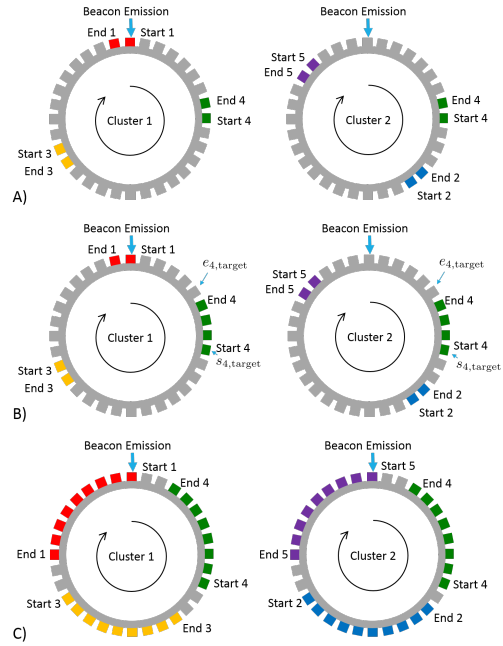 Beacon Emission
End 1
Start 1
End 4
Start 4
Cluster 1
Start 3
End 3
Beacon Emission
Start 5
End 5
End 4
Start 4
Cluster 2
End 2
Start 2
A)
Beacon Emission
End 1
Start 1
e4,target
End 4
Cluster 1
Start 4
s4,target
Start 3
End 3
Beacon Emission
Start 5
End 5
e4,target
End 4
Cluster 2
Start 4
s4,target
End 2
Start 2
B)
Beacon Emission
Start 1
End 4
End 1
Cluster 1
Start 4
Start 3
End 3
Beacon Emission
Start 5
End 4
End 5
Cluster 2
Start 4
Start 2
End 2
C)